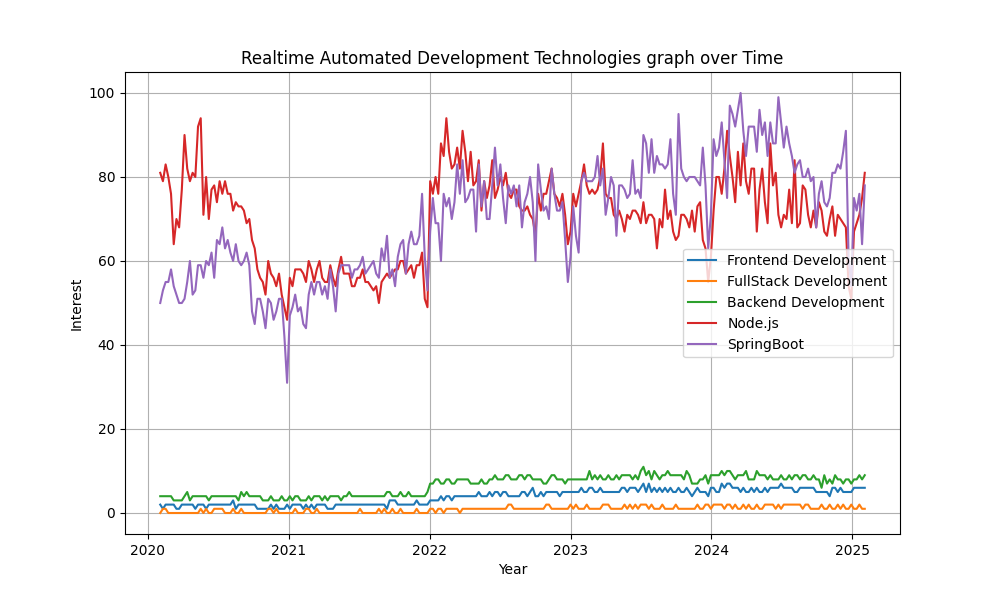 Realtime Automated Development Technologies graph over Time
100
80
60
40
20
0
Interest
Frontend Development
FullStack Development
Backend Development
Node.js
SpringBoot
2020 2021 2022 2023 2024 2025
Year